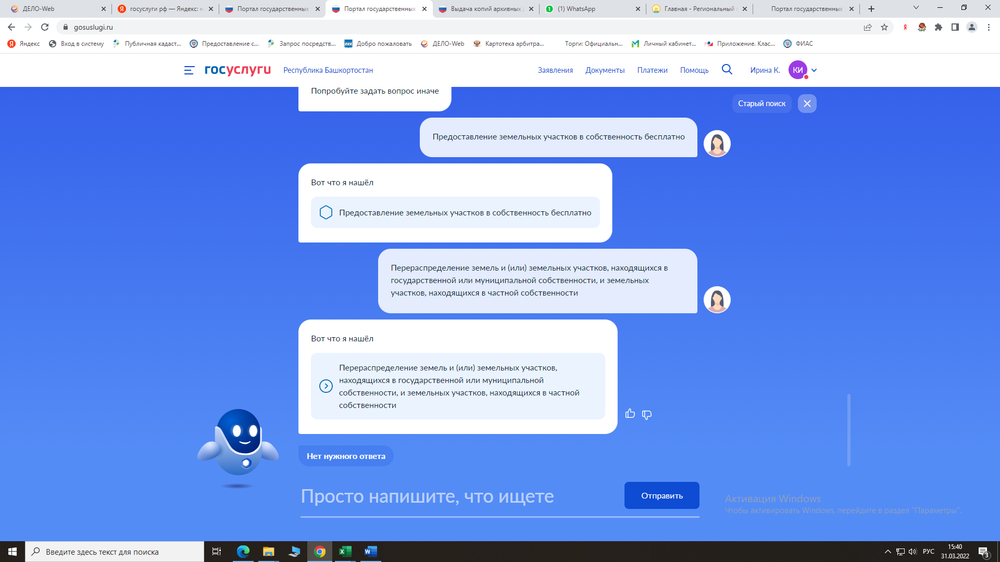 ДЕЛО-Web
госуслуги рф — Яндекс: н
Портал государственных
Портал государственных
Выдача копий архивных
(1) WhatsApp
Главная - Региональный
Портал государственных
gosuslugi.ru
Яндекс
Вход в систему
Публичная кадаст...
Предоставление с...
Запрос посредств...
Добро пожаловать
ДЕЛО-Web
Картотека арбитра...
Торги: Официальн...
Личный кабинет...
Приложение. Клас...
ФИАС
госуслуги
Республика Башкортостан
Заявления
Документы
Платежи
Помощь
Ирина К.
КИ
Попробуйте задать вопрос иначе
Старый поиск
Предоставление земельных участков в собственность бесплатно
Вот что я нашёл
Предоставление земельных участков в собственность бесплатно
Перераспределение земель и (или) земельных участков, находящихся в
государственной или муниципальной собственности, и земельных
участков, находящихся в частной собственности
Вот что я нашёл
Перераспределение земель и (или) земельных участков,
находящихся в государственной или муниципальной
собственности, и земельных участков, находящихся в частной
собственности
Нет нужного ответа
Просто напишите, что ищете
Отправить
Активация Windows
Чтобы активировать Windows, перейдите в раздел "Параметры".
Введите здесь текст для поиска
РУС
15:40
31.03.2022
3